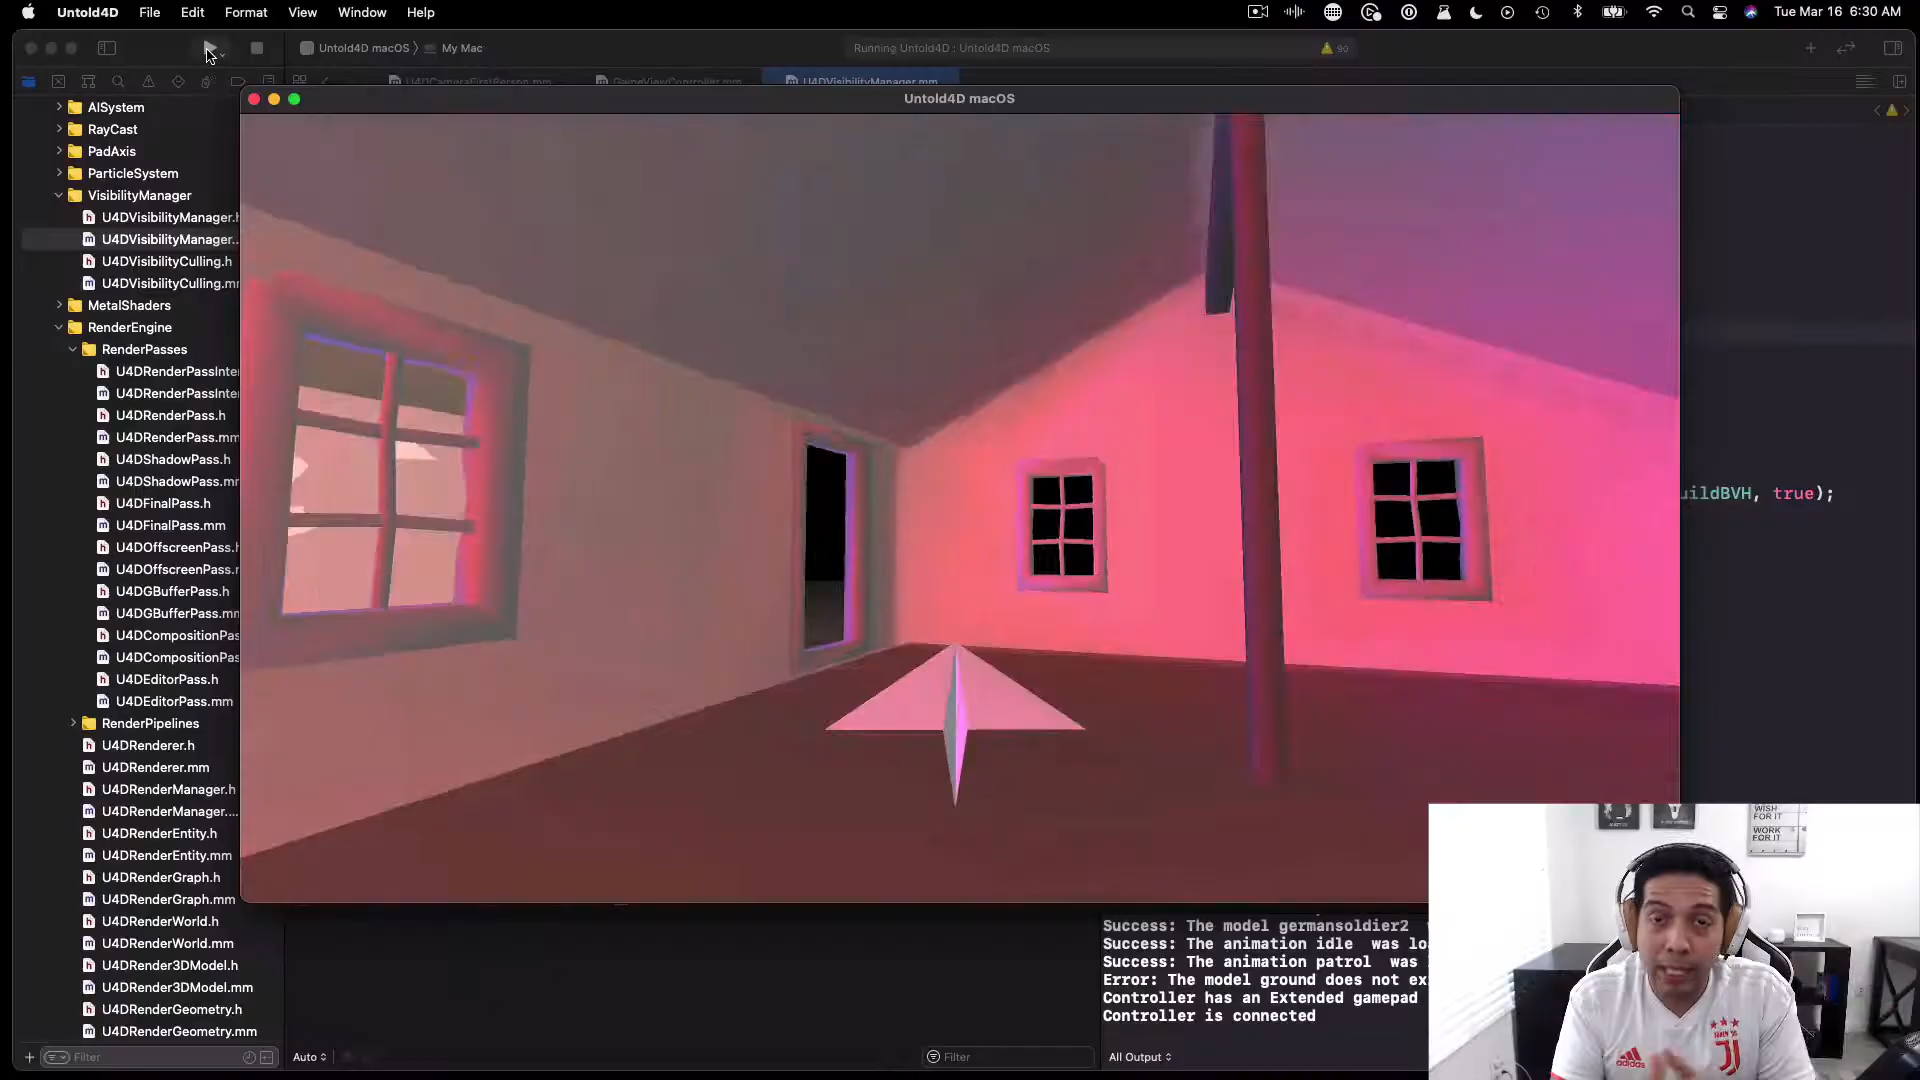 Untold4D File Edit Format View Window Help
Tue Mar 16 6:30 AM
Untold4D macOS 〉 My Mac
Running Untold4D : Untold4D macOS
90
U4DCameraFirstPerson.mm
GameViewController.mm
U4DVisibilityManager.mm
Untold4D macOS
AISystem
RayCast
PadAxis
ParticleSystem
VisibilityManager
U4DVisibilityManager.h
U4DVisibilityManager...
U4DVisibilityCulling.h
U4DVisibilityCulling.m
MetalShaders
RenderEngine
RenderPasses
U4DRenderPassInte
U4DRenderPassInte
U4DRenderPass.h
U4DRenderPass.mm
U4DShadowPass.h
U4DShadowPass.m
U4DFinalPass.h
U4DFinalPass.mm
U4DOffscreenPass.h
U4DOffscreenPass.
U4DGBufferPass.h
U4DGBufferPass.m
U4DCompositionPas
U4DCompositionPas
U4DEditorPass.h
U4DEditorPass.mm
RenderPipelines
U4DRenderer.h
U4DRenderer.mm
U4DRenderManager.h
U4DRenderManager....
U4DRenderEntity.h
U4DRenderEntity.mm
U4DRenderGraph.h
U4DRenderGraph.mm
U4DRenderWorld.h
U4DRenderWorld.mm
U4DRender3DModel.h
U4DRender3DModel.mm
U4DRenderGeometry.h
U4DRenderGeometry.mm
Filter
uildBVH, true);
Success: The model germansoldier2
Success: The animation idle was lo
Success: The animation patrol was
Error: The model ground does not ex
Controller has an Extended gamepad
Controller is connected
Auto
Filter
All Output
WISH
FOR IT
WORK
FOR IT